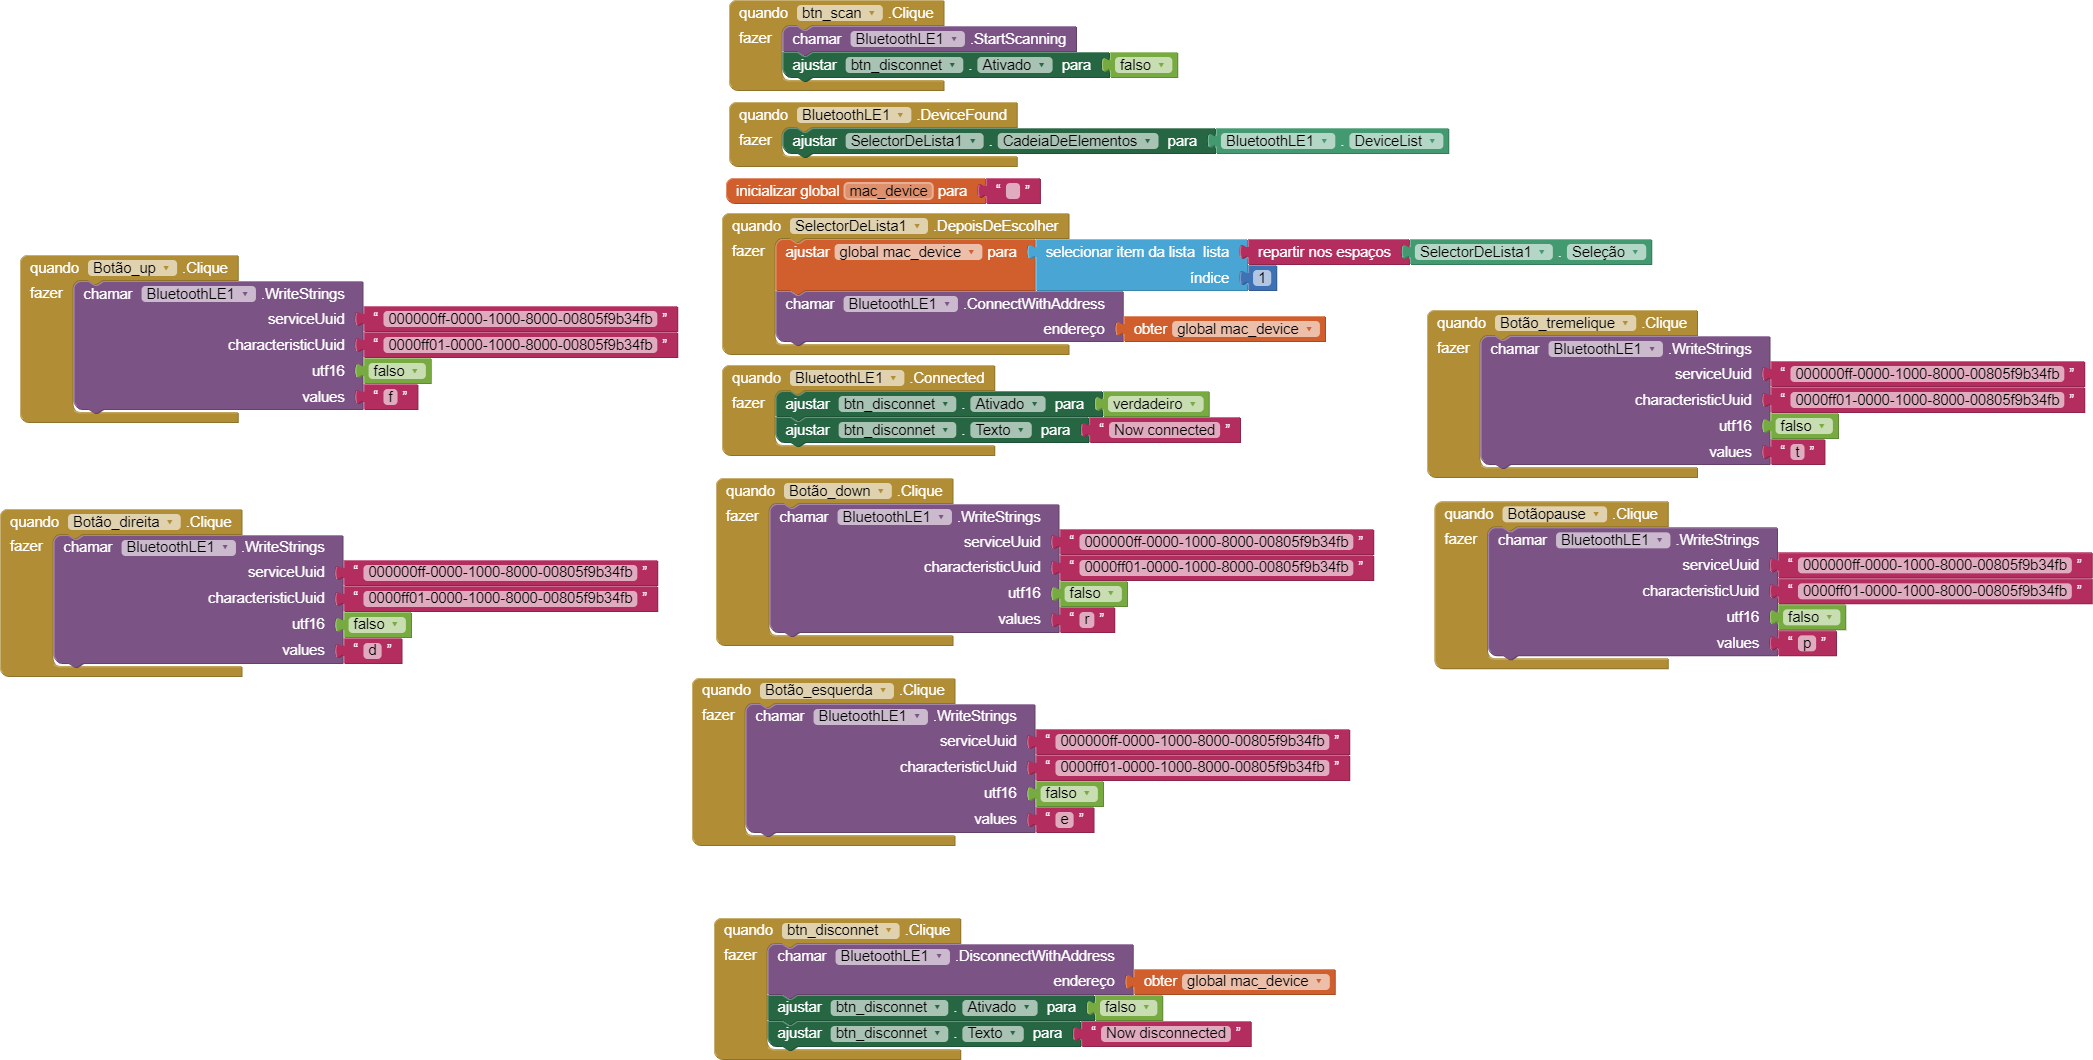 quando btn_scan .Clique
fazer chamar BluetoothLE1 .StartScanning
ajustar btn_disconnet . Ativado para falso
quando BluetoothLE1 .DeviceFound
fazer ajustar SelectorDeLista1 . CadeiaDeElementos para BluetoothLE1 . DeviceList
inicializar global mac_device para “ ”
quando SelectorDeLista1 .DepoisDeEscolher
fazer ajustar global mac_device para selecionar item da lista lista repartir nos espaços SelectorDeLista1 . Seleção
índice 1
chamar BluetoothLE1 .ConnectWithAddress
endereço obter global mac_device
quando BluetoothLE1 .Connected
fazer ajustar btn_disconnet . Ativado para verdadeiro
ajustar btn_disconnet . Texto para “ Now connected ”
quando Botão_up .Clique
fazer chamar BluetoothLE1 .WriteStrings
serviceUuid “ 000000ff-0000-1000-8000-00805f9b34fb ”
characteristicUuid “ 0000ff01-0000-1000-8000-00805f9b34fb ”
utf16 falso
values “ f ”
quando Botão_direita .Clique
fazer chamar BluetoothLE1 .WriteStrings
serviceUuid “ 000000ff-0000-1000-8000-00805f9b34fb ”
characteristicUuid “ 0000ff01-0000-1000-8000-00805f9b34fb ”
utf16 falso
values “ d ”
quando Botão_down .Clique
fazer chamar BluetoothLE1 .WriteStrings
serviceUuid “ 000000ff-0000-1000-8000-00805f9b34fb ”
characteristicUuid “ 0000ff01-0000-1000-8000-00805f9b34fb ”
utf16 falso
values “ r ”
quando Botão_esquerda .Clique
fazer chamar BluetoothLE1 .WriteStrings
serviceUuid “ 000000ff-0000-1000-8000-00805f9b34fb ”
characteristicUuid “ 0000ff01-0000-1000-8000-00805f9b34fb ”
utf16 falso
values “ e ”
quando Botão_tremelique .Clique
fazer chamar BluetoothLE1 .WriteStrings
serviceUuid “ 000000ff-0000-1000-8000-00805f9b34fb ”
characteristicUuid “ 0000ff01-0000-1000-8000-00805f9b34fb ”
utf16 falso
values “ t ”
quando Botãopause .Clique
fazer chamar BluetoothLE1 .WriteStrings
serviceUuid “ 000000ff-0000-1000-8000-00805f9b34fb ”
characteristicUuid “ 0000ff01-0000-1000-8000-00805f9b34fb ”
utf16 falso
values “ p ”
quando btn_disconnet .Clique
fazer chamar BluetoothLE1 .DisconnectWithAddress
endereço obter global mac_device
ajustar btn_disconnet . Ativado para falso
ajustar btn_disconnet . Texto para “ Now disconnected ”